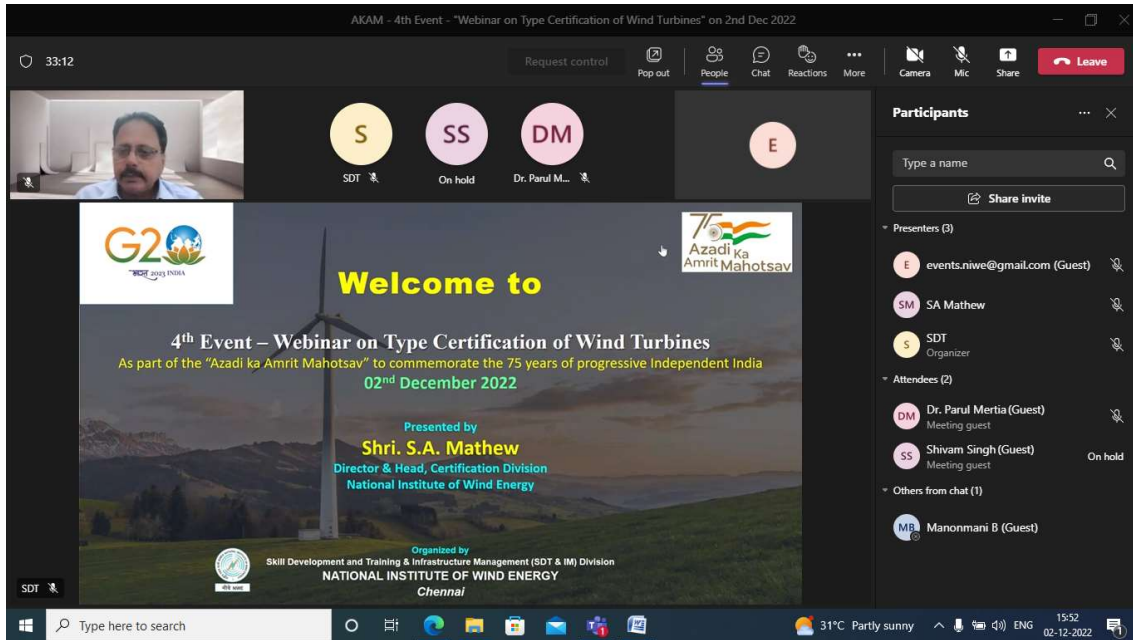 AKAM - 4th Event - "Webinar on Type Certification of Wind Turbines" on 2nd Dec 2022
33:12
Request control
Pop out
People
Chat
Reactions
More
Camera
Mic
Share
Leave
S
SS
DM
E
SDT
On hold
Dr. Parul M...
G20
भारत 2023 INDIA
75
Azadi Ka
Amrit Mahotsav
Welcome to
4th Event – Webinar on Type Certification of Wind Turbines
As part of the “Azadi ka Amrit Mahotsav” to commemorate the 75 years of progressive Independent India
02nd December 2022
Presented by
Shri. S.A. Mathew
Director & Head, Certification Division
National Institute of Wind Energy
Organized by
Skill Development and Training & Infrastructure Management (SDT & IM) Division
NATIONAL INSTITUTE OF WIND ENERGY
Chennai
SDT
Participants
Type a name
Share invite
Presenters (3)
E
events.niwe@gmail.com (Guest)
SM
SA Mathew
S
SDT
Organizer
Attendees (2)
DM
Dr. Parul Mertia (Guest)
Meeting guest
SS
Shivam Singh (Guest)
Meeting guest
On hold
Others from chat (1)
MB
Manonmani B (Guest)
Type here to search
31°C Partly sunny
ENG
15:52
02-12-2022
1